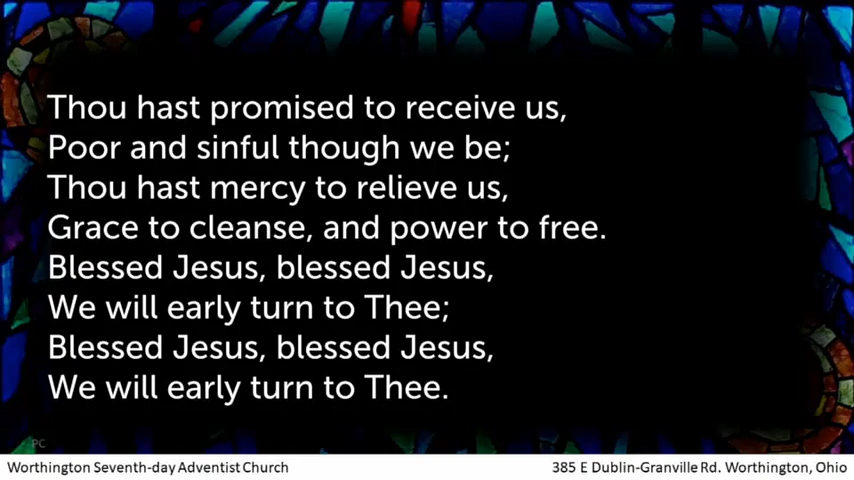 Thou hast promised to receive us,
Poor and sinful though we be;
Thou hast mercy to relieve us,
Grace to cleanse, and power to free.
Blessed Jesus, blessed Jesus,
We will early turn to Thee;
Blessed Jesus, blessed Jesus,
We will early turn to Thee.
PC
Worthington Seventh-day Adventist Church
385 E Dublin-Granville Rd. Worthington, Ohio